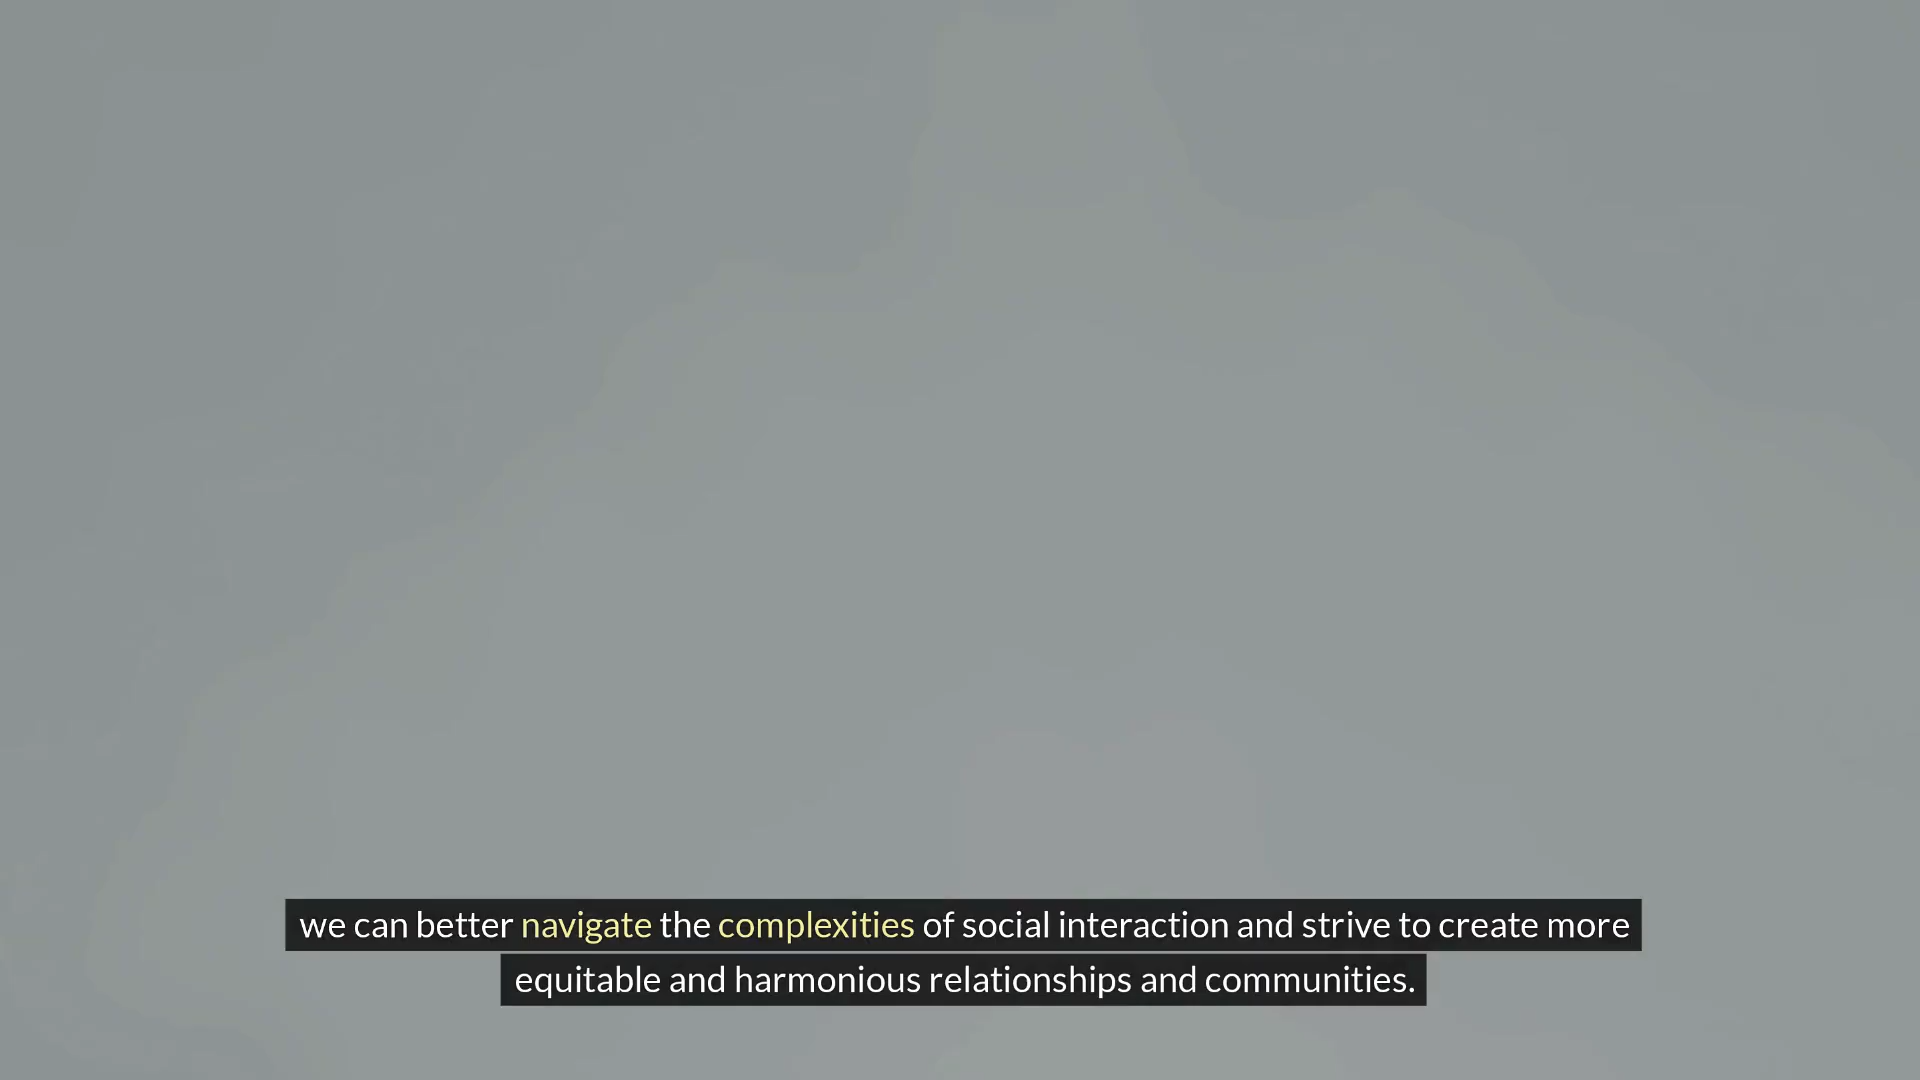 we can better navigate the complexities of social interaction and strive to create more
equitable and harmonious relationships and communities.